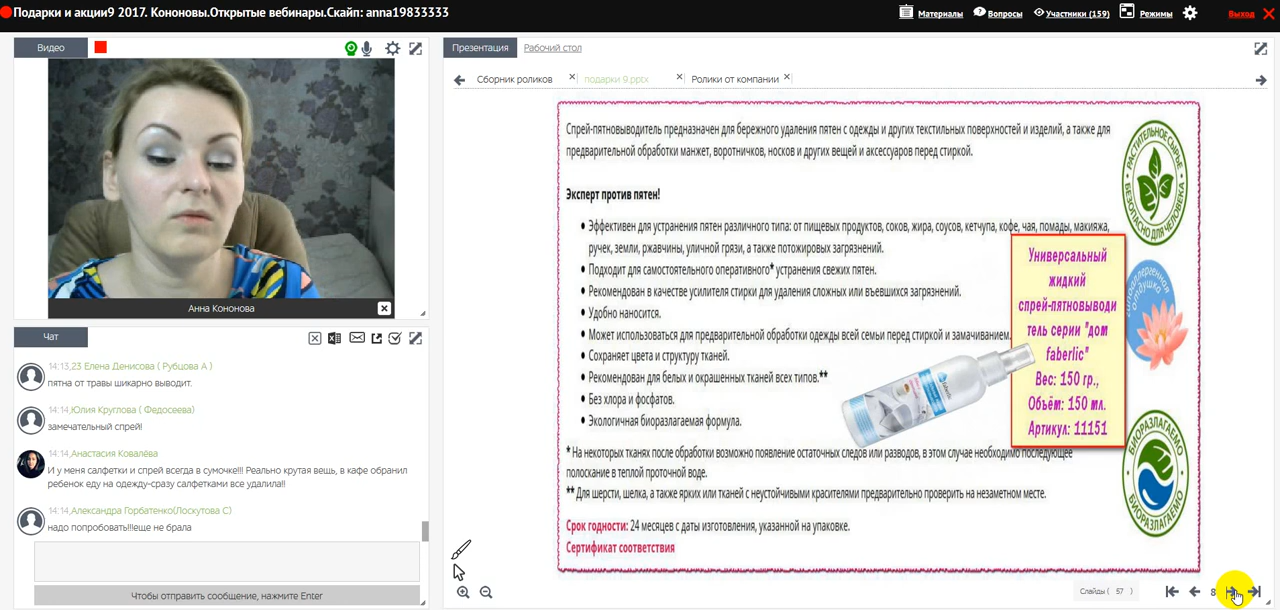 Подарки и акции9 2017. Кононовы.Открытые вебинары.Скайп: anna19833333
Материалы Вопросы Участники (159) Режимы Выход
Видео
Анна Кононова
Чат
14:13,23 Елена Денисова ( Рубцова А )
пятна от травы шикарно выводит.
14:14,Юлия Круглова ( Федосеева)
замечательный спрей!
14:14,Анастасия Ковалёва
И у меня салфетки и спрей всегда в сумочке!!! Реально крутая вещь, в кафе обранил
ребенок еду на одежду-сразу салфетками все удалила!!
14:14,Александра Горбатенко(Лоскутова С)
надо попробовать!!!еще не брала
Чтобы отправить сообщение, нажмите Enter
Презентация Рабочий стол
Сборник роликов подарки 9.pptx Ролики от компании
Спрей-пятновыводитель предназначен для бережного удаления пятен с одежды и других текстильных поверхностей и изделий, а также для
предварительной обработки манжет, воротничков, носков и других вещей и аксессуаров перед стиркой.
Эксперт против пятен!
• Эффективен для устранения пятен различного типа: от пищевых продуктов, соков, жира, соусов, кетчупа, кофе, чая, помады, макияжа,
ручек, земли, ржавчины, уличной грязи, а также потожировых загрязнений.
• Подходит для самостоятельного оперативного* устранения свежих пятен.
• Рекомендован в качестве усилителя стирки для удаления сложных или въевшихся загрязнений.
• Удобно наносится.
• Может использоваться для предварительной обработки одежды всей семьи перед стиркой и замачиванием.
• Сохраняет цвета и структуру тканей.
• Рекомендован для белых и окрашенных тканей всех типов.**
• Без хлора и фосфатов.
• Экологичная биоразлагаемая формула.
* На некоторых тканях после обработки возможно появление остаточных следов или разводов, в этом случае необходимо последующее
полоскание в теплой проточной воде.
** Для шерсти, шелка, а также ярких или тканей с неустойчивыми красителями предварительно проверить на незаметном месте.
Срок годности: 24 месяцев с даты изготовления, указанной на упаковке.
Сертификат соответствия
Универсальный
жидкий
спрей-пятновыводи
тель серии "дом
faberlic"
Вес: 150 гр.,
Объём: 150 мл.
Артикул: 11151
РАСТИТЕЛЬНОЕ СЫРЬЕ
БЕЗОПАСНО ДЛЯ ЧЕЛОВЕКА
отдушка
БИОРАЗЛАГАЕМО
БИОРАЗЛАГАЕМО
faberlic
Слайды ( 57 )
8